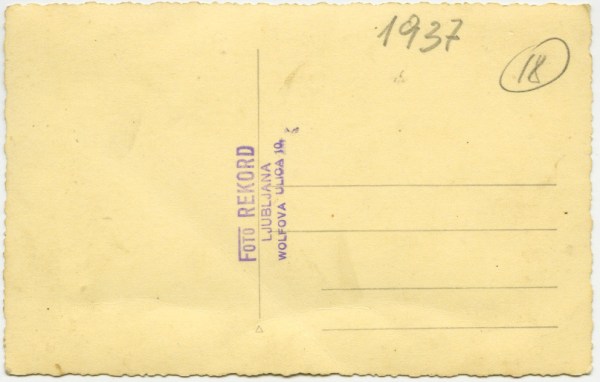 1937
18
FOTO REKORD
LJUBLJANA
WOLFOVA ULICA 10,